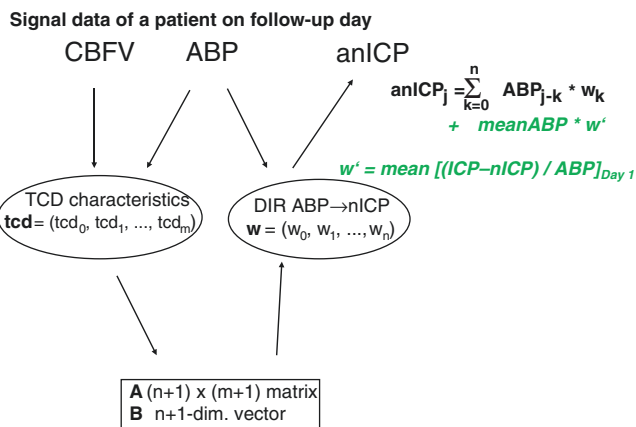 Signal data of a patient on follow-up day
CBFV ABP anICP
anICPj = n∑k=0 ABPj-k * wk
+ meanABP * w‘
w‘ = mean [(ICP–nICP) / ABP]Day 1
TCD characteristics
tcd = (tcd0, tcd1, ..., tcdm)
DIR ABP→nICP
w = (w0, w1, ..., wn)
A (n+1) x (m+1) matrix
B n+1-dim. vector